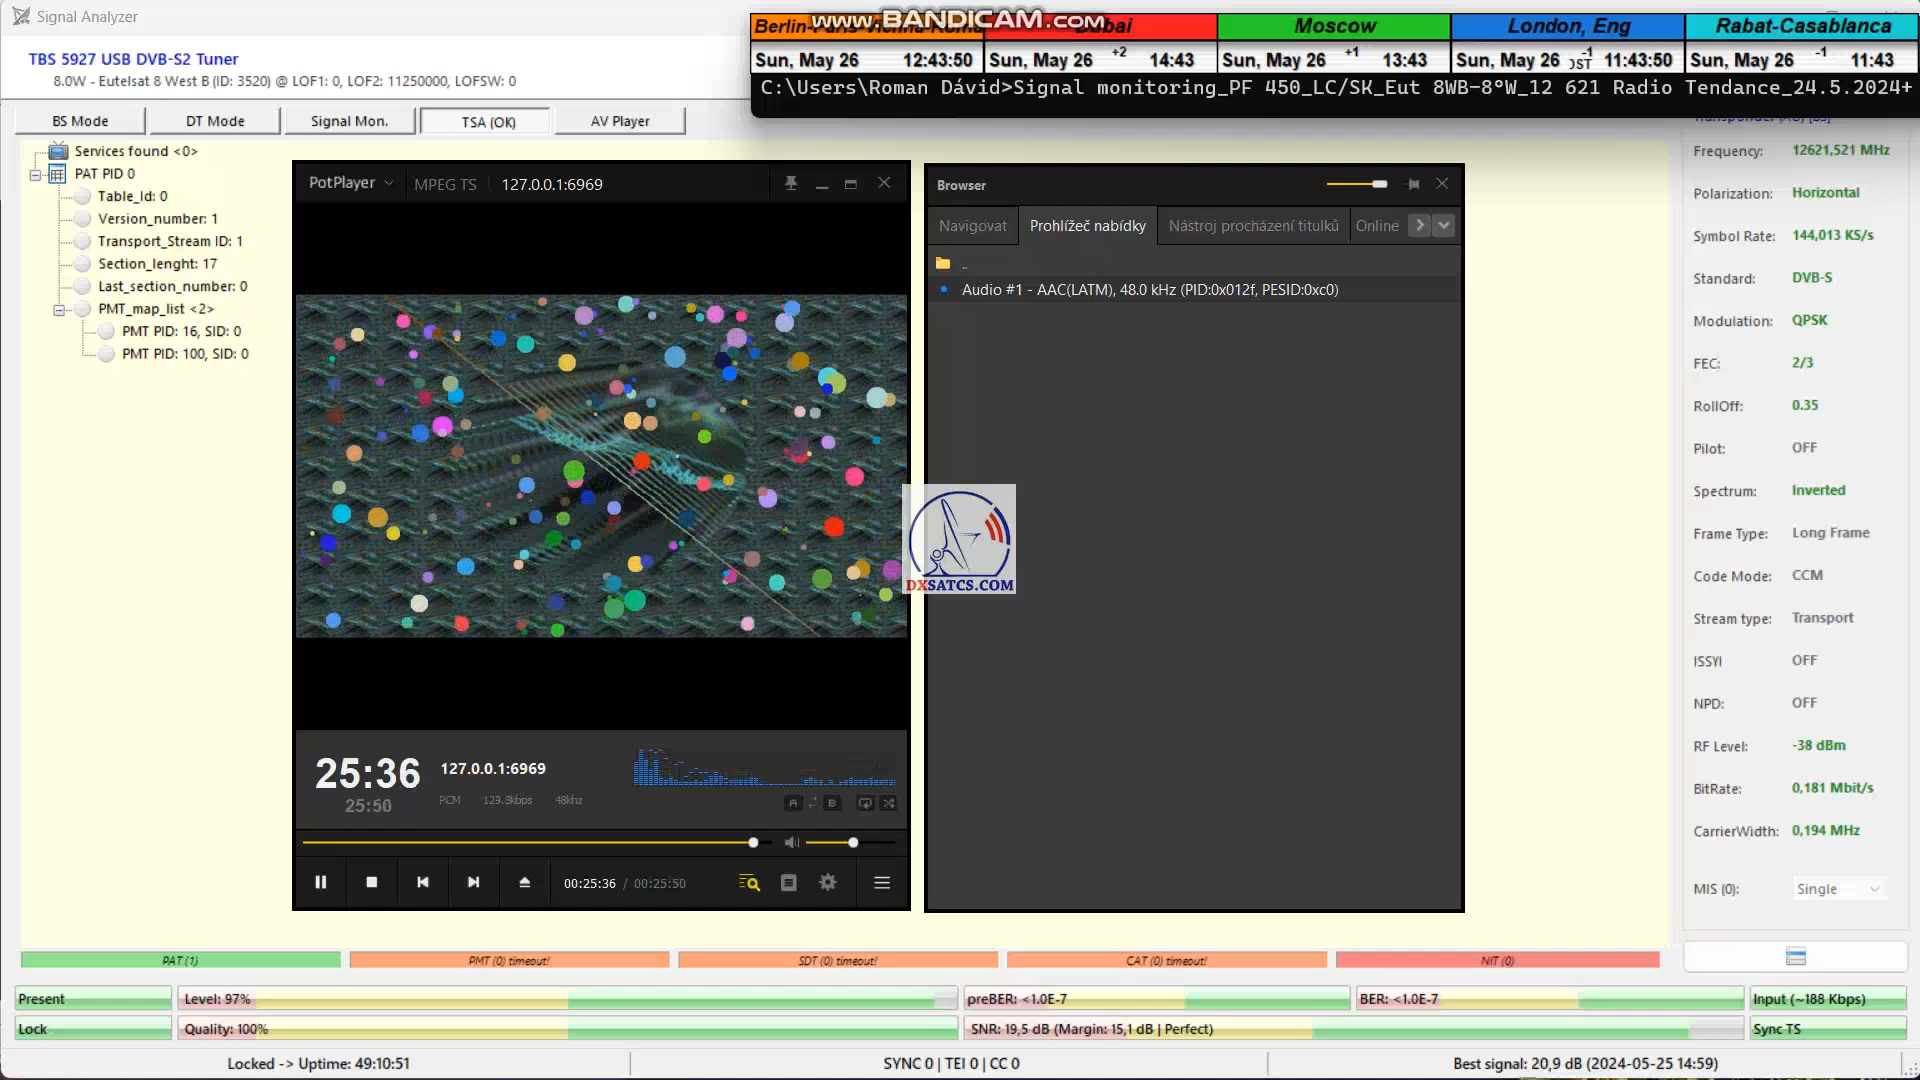 Signal Analyzer
www.BANDICAM.com
Dubai
Moscow
London, Eng
Rabat-Casablanca
Sun, May 26 12:43:50
Sun, May 26 +2 14:43
Sun, May 26 +1 13:43
Sun, May 26 -1 DST 11:43:50
Sun, May 26 -1 11:43
C:\Users\Roman Dávid>Signal monitoring_PF 450_LC/SK_Eut 8WB-8°W_12 621 Radio Tendance_24.5.2024+
TBS 5927 USB DVB-S2 Tuner
8.0W - Eutelsat 8 West B (ID: 3520) @ LOF1: 0, LOF2: 11250000, LOFSW: 0
BS Mode
DT Mode
Signal Mon.
TSA (OK)
AV Player
Services found <0>
PAT PID 0
Table_Id: 0
Version_number: 1
Transport_Stream ID: 1
Section_lenght: 17
Last_section_number: 0
PMT_map_list <2>
PMT PID: 16, SID: 0
PMT PID: 100, SID: 0
PotPlayer
MPEG TS
127.0.0.1:6969
25:36
25:50
127.0.0.1:6969
PCM 129.3kbps 48khz
A B
00:25:36 / 00:25:50
Browser
Navigovat
Prohlížeč nabídky
Nástroj procházení titulků
Online
..
Audio #1 - AAC(LATM), 48.0 kHz (PID:0x012f, PESID:0xc0)
DXSATCS.COM
Frequency: 12621,521 MHz
Polarization: Horizontal
Symbol Rate: 144,013 KS/s
Standard: DVB-S
Modulation: QPSK
FEC: 2/3
RollOff: 0.35
Pilot: OFF
Spectrum: Inverted
Frame Type: Long Frame
Code Mode: CCM
Stream type: Transport
ISSYI OFF
NPD: OFF
RF Level: -38 dBm
BitRate: 0,181 Mbit/s
CarrierWidth: 0,194 MHz
MIS (0): Single
PAT (1)
PMT (0) timeout!
SDT (0) timeout!
CAT (0) timeout!
NIT (0)
Present
Level: 97%
preBER: <1.0E-7
BER: <1.0E-7
Input (~188 Kbps)
Lock
Quality: 100%
SNR: 19,5 dB (Margin: 15,1 dB | Perfect)
Sync TS
Locked -> Uptime: 49:10:51
SYNC 0 | TEI 0 | CC 0
Best signal: 20,9 dB (2024-05-25 14:59)